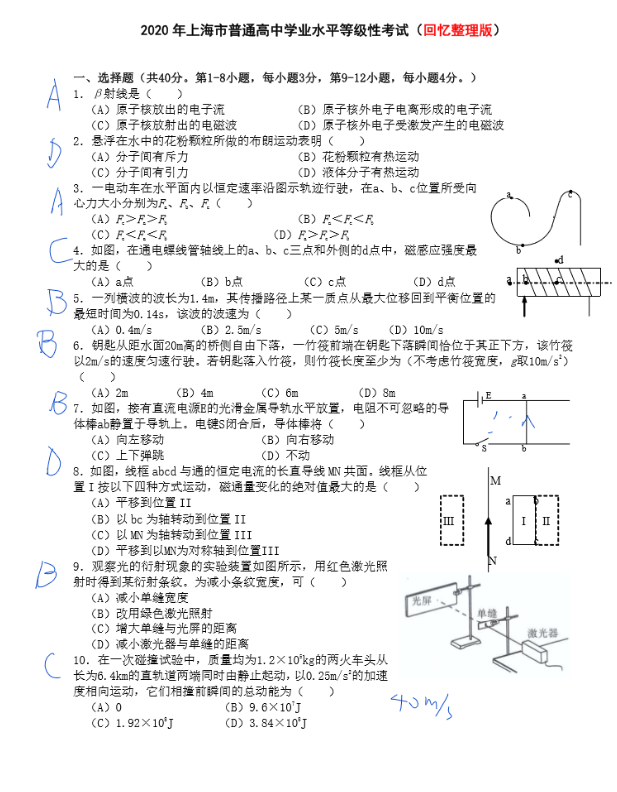 2020 年上海市普通高中学业水平等级性考试（回忆整理版）
一、选择题（共40分。第1-8小题，每小题3分，第9-12小题，每小题4分。）
A
1. β射线是（ ）
（A）原子核放出的电子流 （B）原子核外电子电离形成的电子流
（C）原子核放射出的电磁波 （D）原子核外电子受激发产生的电磁波
D
2. 悬浮在水中的花粉颗粒所做的布朗运动表明（ ）
（A）分子间有斥力 （B）花粉颗粒有热运动
（C）分子间有引力 （D）液体分子有热运动
A
3. 一电动车在水平面内以恒定速率沿图示轨迹行驶，在a、b、c位置所受向
心力大小分别为Fa、Fb、Fc（ ）
（A）Fc＞Fa＞Fb （B）Fb＜Fc＜Fa
（C）Fc＜Fa＜Fb （D）Fa＞Fc＞Fb
a c
b
C
4. 如图，在通电螺线管轴线上的a、b、c三点和外侧的d点中，磁感应强度最
大的是（ ）
（A）a点 （B）b点 （C）c点 （D）d点
d
a b c
B
5. 一列横波的波长为1.4m，其传播路径上某一质点从最大位移回到平衡位置的
最短时间为0.14s，该波的波速为（ ）
（A）0.4m/s （B）2.5m/s （C）5m/s （D）10m/s
B
6. 钥匙从距水面20m高的桥侧自由下落，一竹筏前端在钥匙下落瞬间恰位于其正下方，该竹筏
以2m/s的速度匀速行驶。若钥匙落入竹筏，则竹筏长度至少为（不考虑竹筏宽度，g取10m/s²）
（ ）
（A）2m （B）4m （C）6m （D）8m
B
7. 如图，接有直流电源E的光滑金属导轨水平放置，电阻不可忽略的导
体棒ab静置于导轨上。电键S闭合后，导体棒将（ ）
（A）向左移动 （B）向右移动
（C）上下弹跳 （D）不动
E a
S b
D
8. 如图，线框 abcd 与通的恒定电流的长直导线 MN 共面。线框从位
置 I 按以下四种方式运动，磁通量变化的绝对值最大的是（ ）
（A）平移到位置 II
（B）以 bc 为轴转动到位置 II
（C）以 MN 为转动到位置 III
（D）平移到以MN为对称轴到位置III
M
a b
III I II
d c
N
B
9. 观察光的衍射现象的实验装置如图所示，用红色激光照
射时得到某衍射条纹。为减小条纹宽度，可（ ）
（A）减小单缝宽度
（B）改用绿色激光照射
（C）增大单缝与光屏的距离
（D）减小激光器与单缝的距离
光屏
单缝
激光器
C
10. 在一次碰撞试验中，质量均为1.2×10⁵kg的两火车头从
长为6.4km的直轨道两端同时由静止起动，以0.25m/s²的加速
度相向运动，它们相撞前瞬间的总动能为（ ）
（A）0 （B）9.6×10⁷J
（C）1.92×10⁸J （D）3.84×10⁸J
40m/s